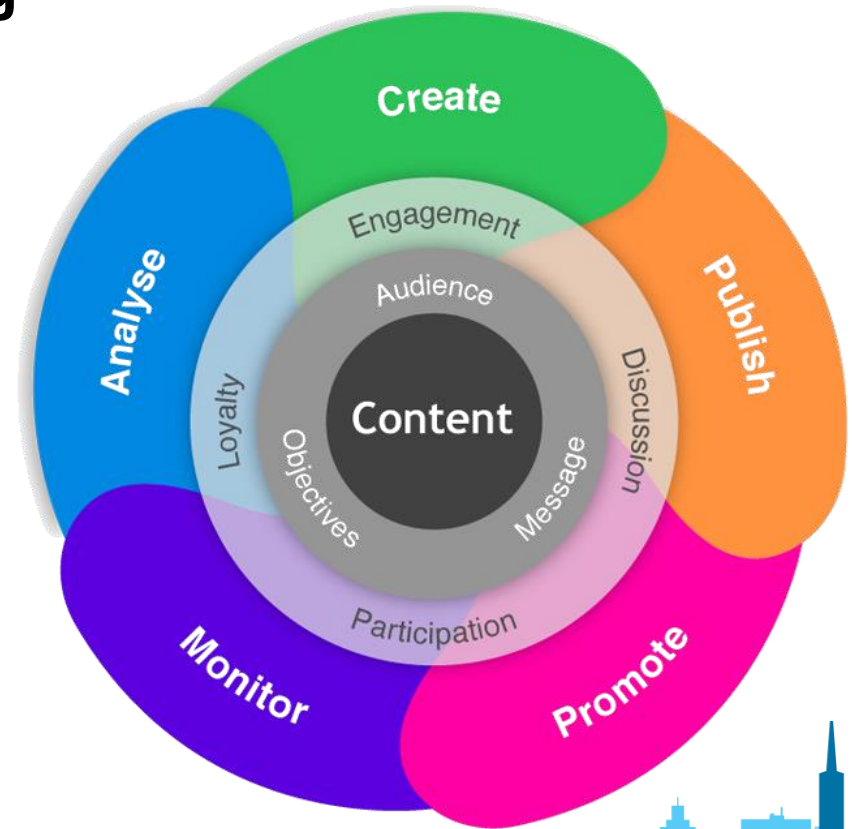 g
Create
Publish
Promote
Monitor
Analyse
Engagement
Discussion
Participation
Loyalty
Audience
Message
Objectives
Content